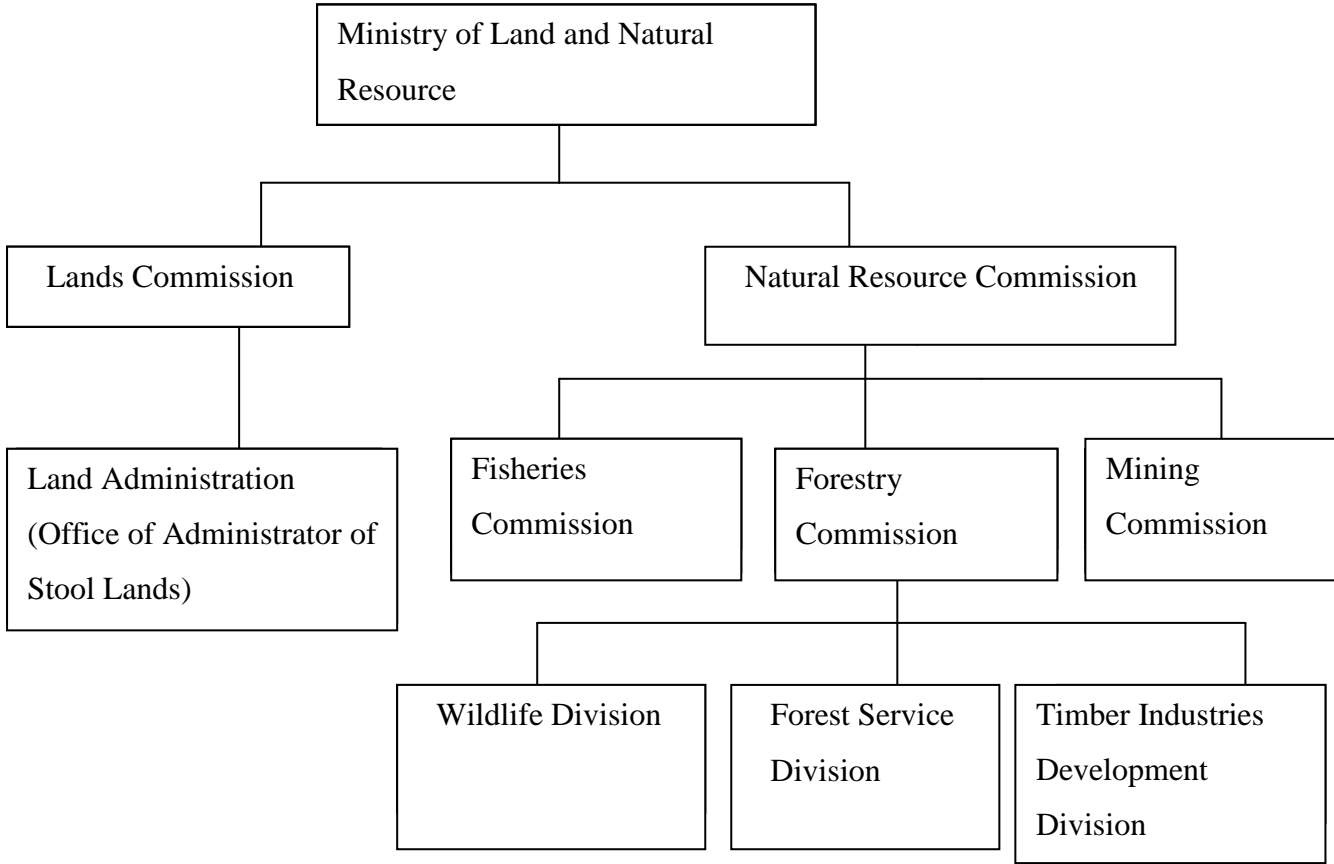 Ministry of Land and Natural
Resource
Lands Commission
Natural Resource Commission
Land Administration
(Office of Administrator of
Stool Lands)
Fisheries
Commission
Forestry
Commission
Mining
Commission
Wildlife Division
Forest Service
Division
Timber Industries
Development
Division